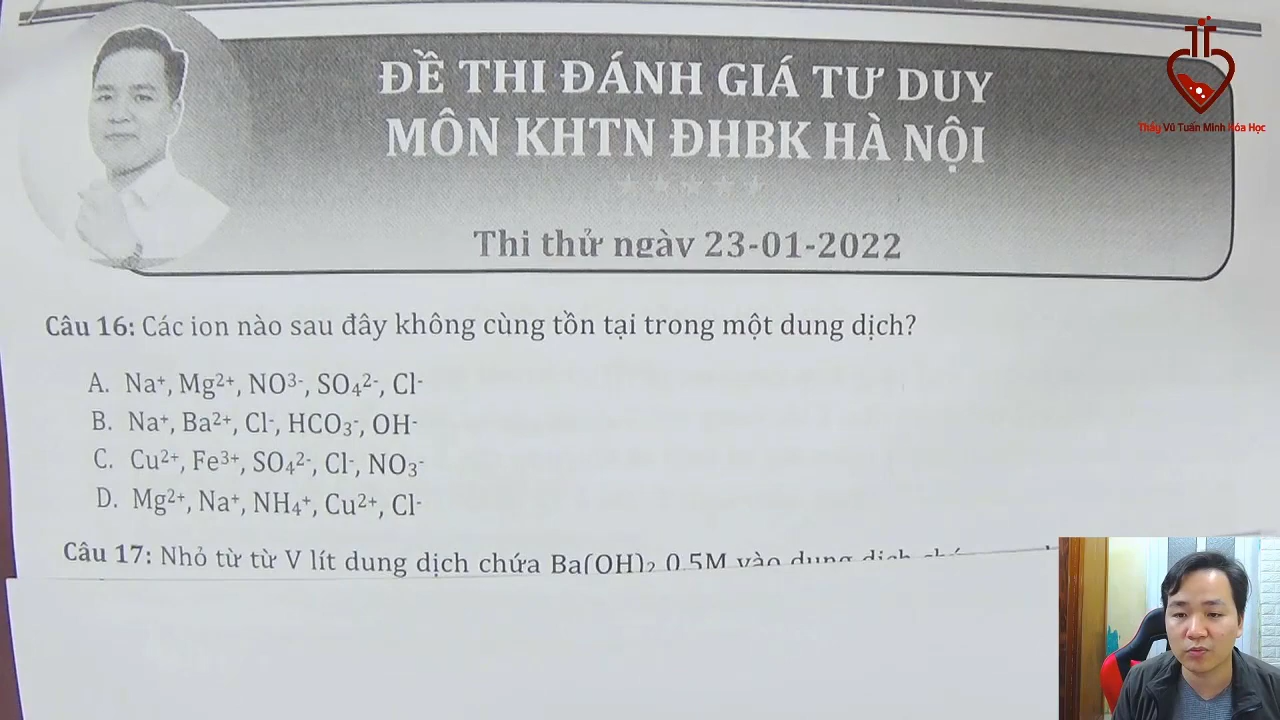 ĐỀ THI ĐÁNH GIÁ TƯ DUY
MÔN KHTN ĐHBK HÀ NỘI
Thi thử ngày 23-01-2022
Thầy Vũ Tuấn Minh Hóa Học
Câu 16: Các ion nào sau đây không cùng tồn tại trong một dung dịch?
A. Na⁺, Mg²⁺, NO³⁻, SO₄²⁻, Cl⁻
B. Na⁺, Ba²⁺, Cl⁻, HCO₃⁻, OH⁻
C. Cu²⁺, Fe³⁺, SO₄²⁻, Cl⁻, NO₃⁻
D. Mg²⁺, Na⁺, NH₄⁺, Cu²⁺, Cl⁻
Câu 17: Nhỏ từ từ V lít dung dịch chứa Ba(OH)₂ 0,5M vào dung dịch